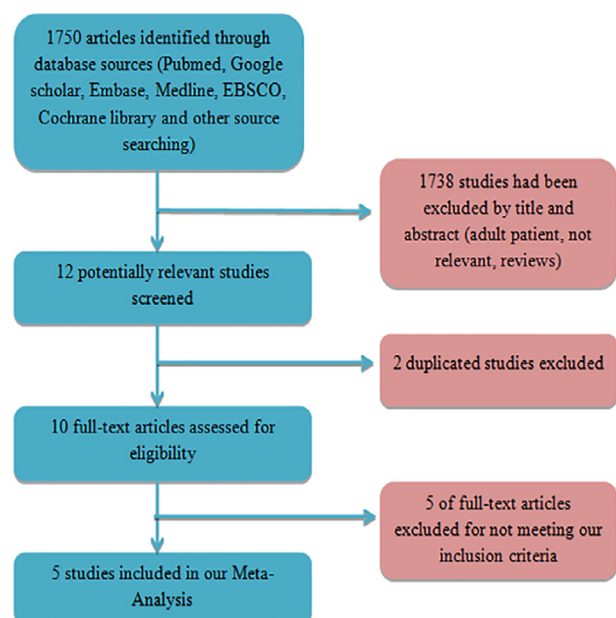 1750 articles identified through
database sources (Pubmed, Google
scholar, Embase, Medline, EBSCO,
Cochrane library and other source
searching)
1738 studies had been
excluded by title and
abstract (adult patient, not
relevant, reviews)
12 potentially relevant studies
screened
2 duplicated studies excluded
10 full-text articles assessed for
eligibility
5 of full-text articles
excluded for not meeting our
inclusion criteria
5 studies included in our Meta-
Analysis